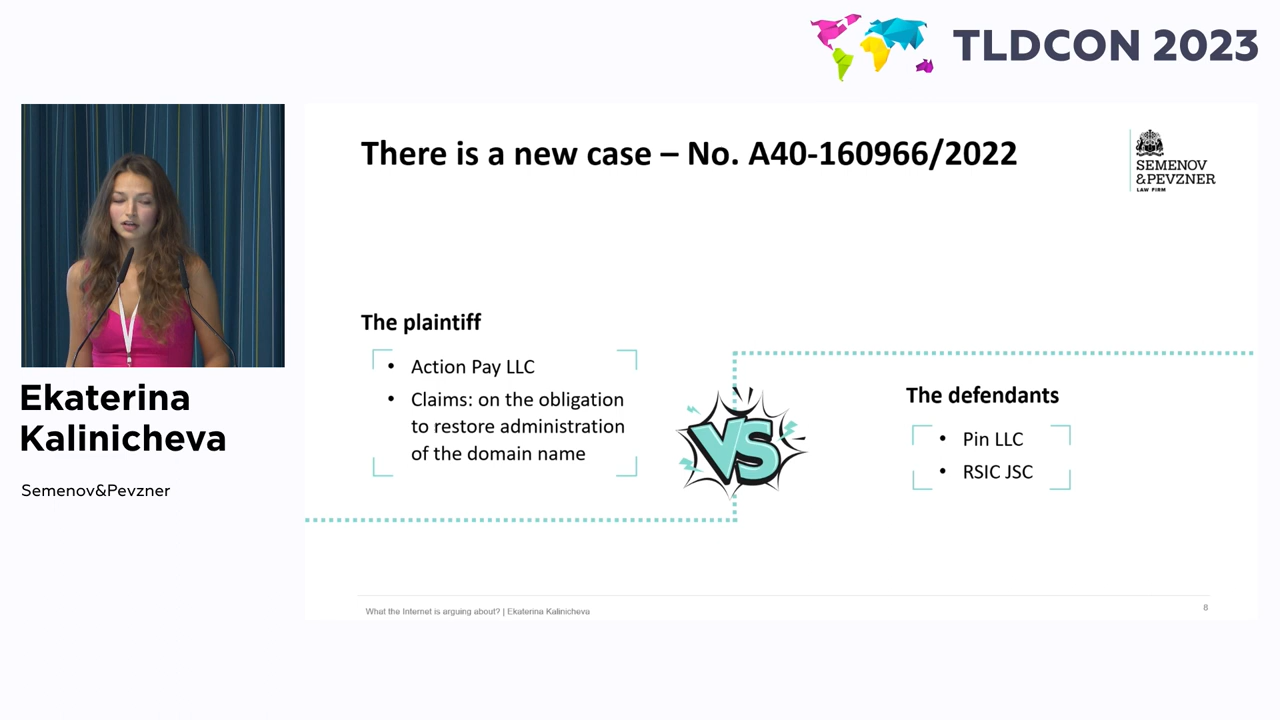 TLDCON 2023
There is a new case – No. A40-160966/2022
SEMENOV
&PEVZNER
LAW FIRM
The plaintiff
• Action Pay LLC
• Claims: on the obligation
to restore administration
of the domain name
VS
The defendants
• Pin LLC
• RSIC JSC
Ekaterina
Kalinicheva
Semenov&Pevzner
What the Internet is arguing about? | Ekaterina Kalinicheva
8